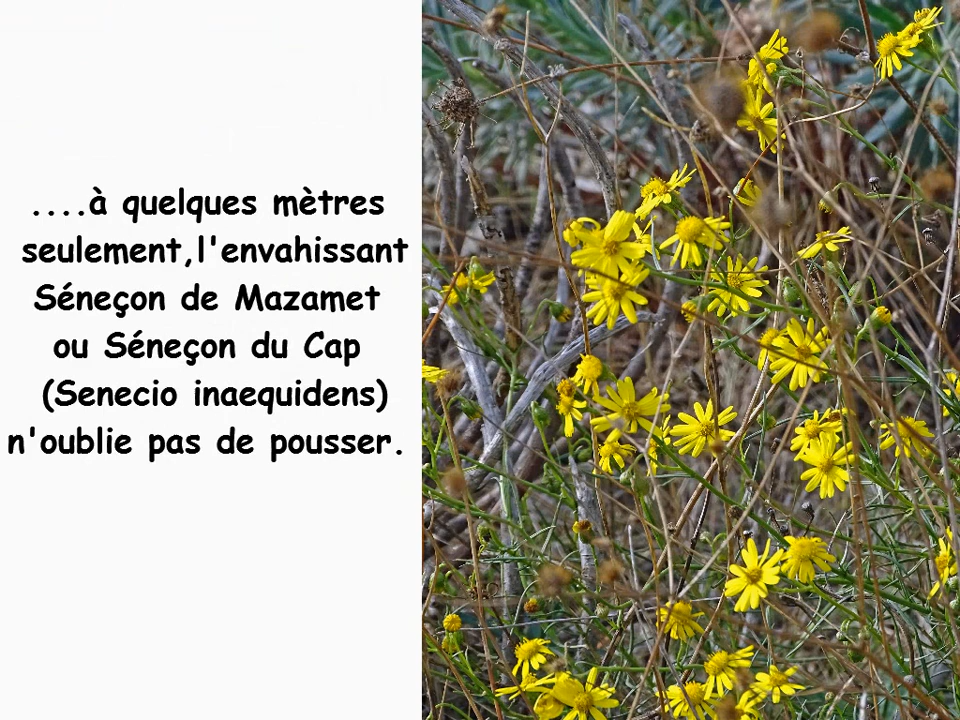 ....à quelques mètres
seulement,l'envahissant
Séneçon de Mazamet
ou Séneçon du Cap
(Senecio inaequidens)
n'oublie pas de pousser.